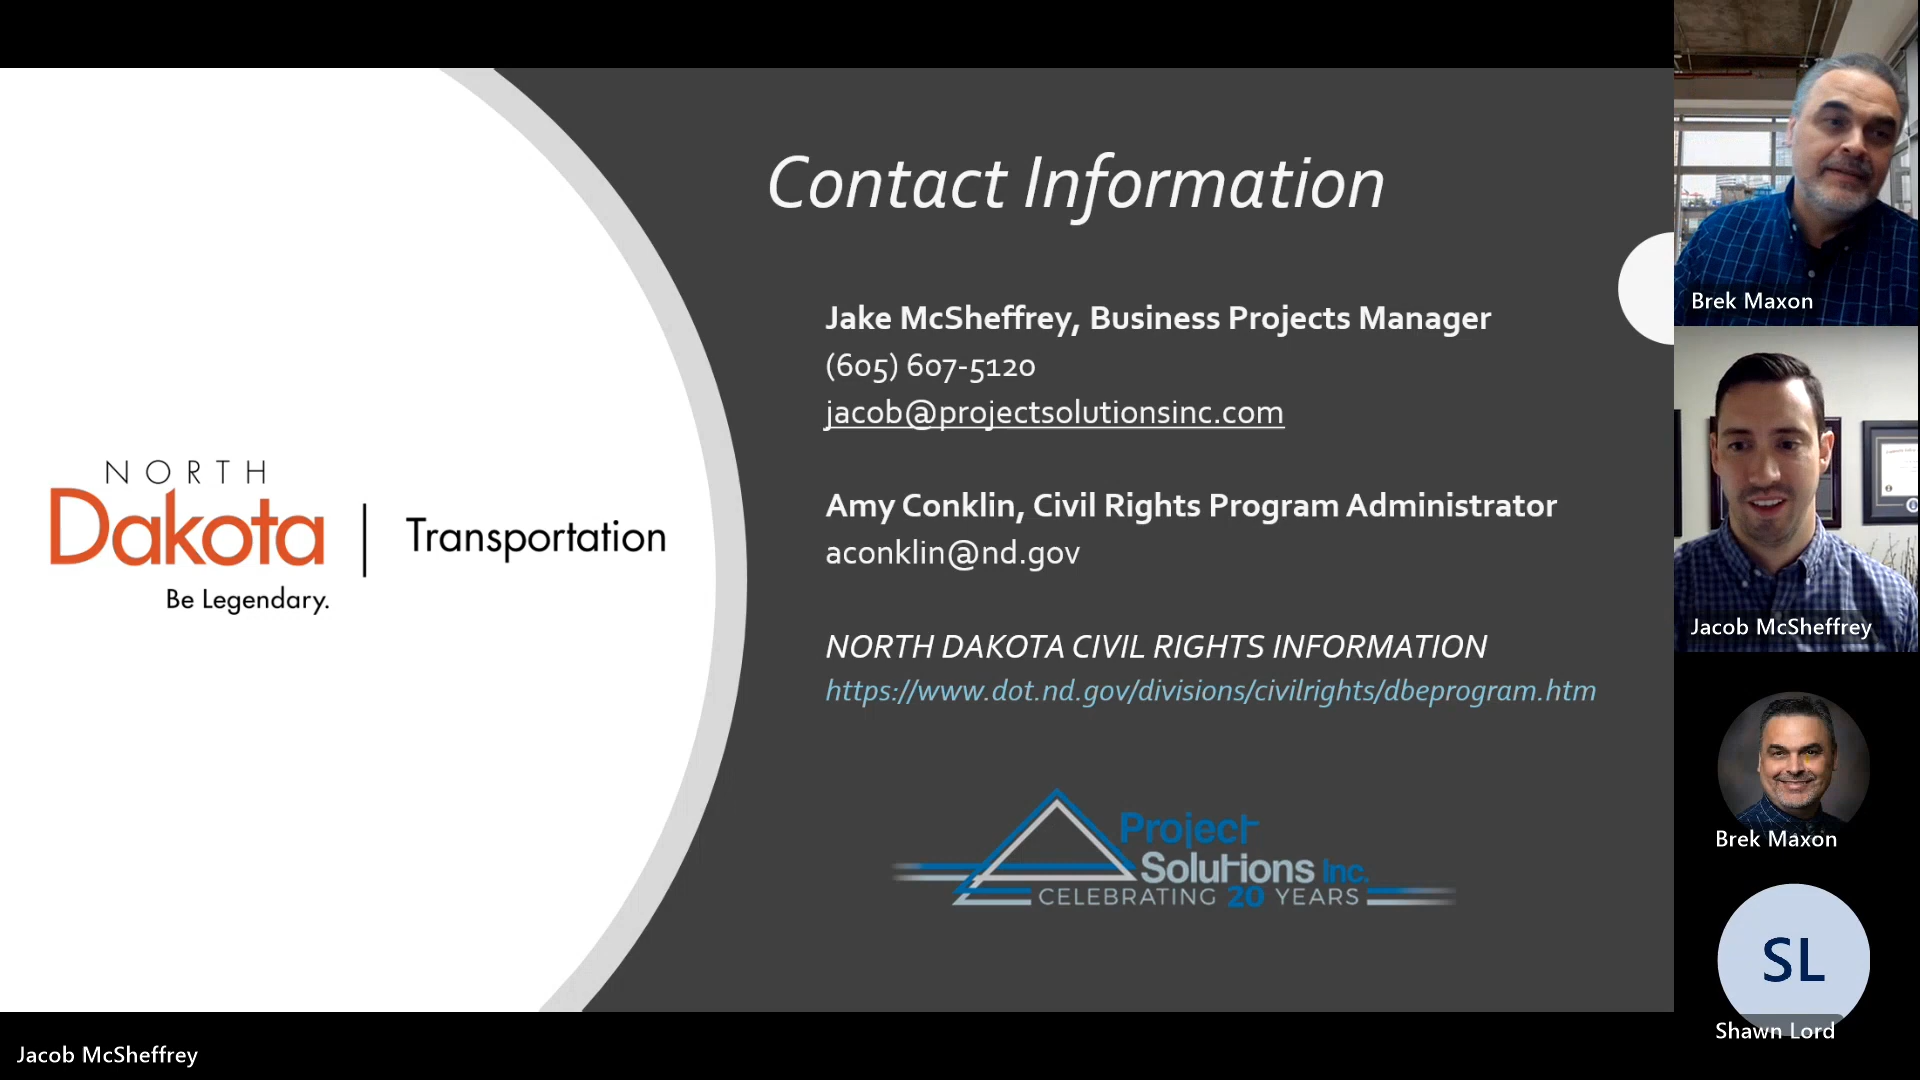 Contact Information
Jake McSheffrey, Business Projects Manager
(605) 607-5120
jacob@projectsolutionsinc.com
Amy Conklin, Civil Rights Program Administrator
aconklin@nd.gov
NORTH DAKOTA CIVIL RIGHTS INFORMATION
https://www.dot.nd.gov/divisions/civilrights/dbeprogram.htm
NORTH
Dakota
Be Legendary.
Transportation
Project
Solutions Inc.
CELEBRATING 20 YEARS
Brek Maxon
Jacob McSheffrey
Brek Maxon
SL
Shawn Lord
Jacob McSheffrey